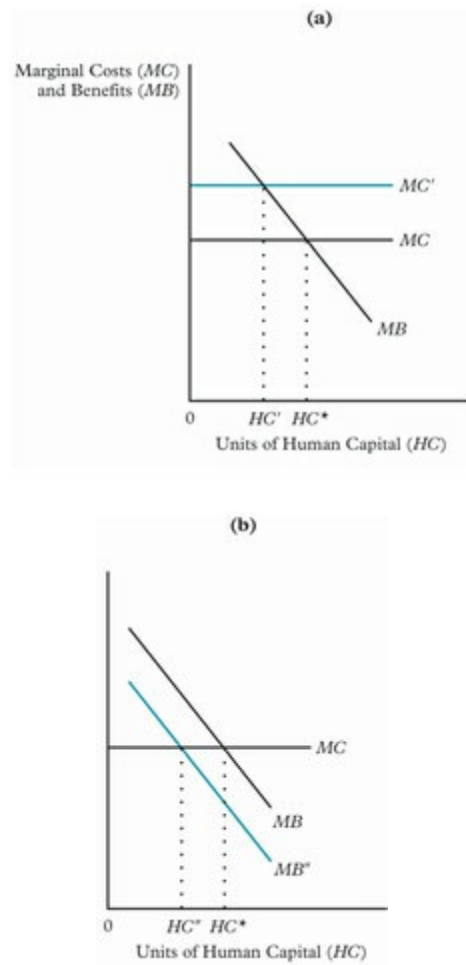 (a)
Marginal Costs (MC)
and Benefits (MB)
MC'
MC
MB
0 HC' HC*
Units of Human Capital (HC)
(b)
MC
MB
MB"
0 HC" HC*
Units of Human Capital (HC)